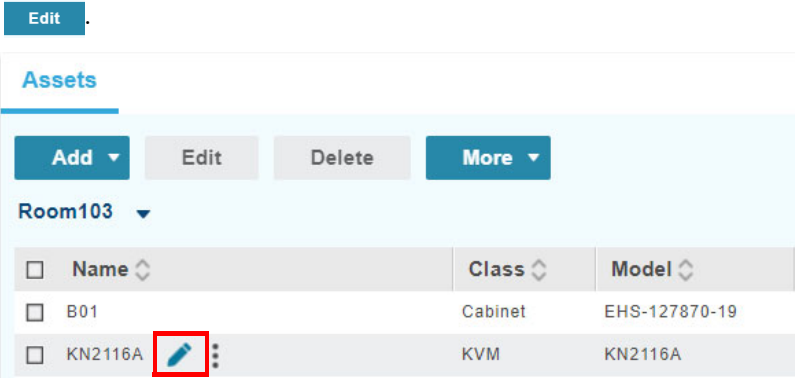 Edit .
Assets
Add Edit Delete More
Room103
Name Class Model
B01 Cabinet EHS-127870-19
KN2116A KVM KN2116A